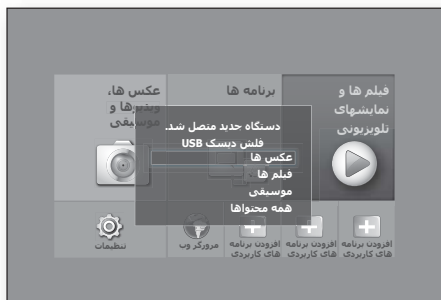 فیلم ها و
نمایشهای
تلویزیونی
برنامه ها
عکس ها،
ویدیوها و
موسیقی
دستگاه جدید متصل شد.
فلش دیسک USB
عکس ها
فیلم ها
موسیقی
همه محتواها
افزودن برنامه
های کاربردی
افزودن برنامه
های کاربردی
افزودن برنامه
های کاربردی
مرورگر وب
تنظیمات